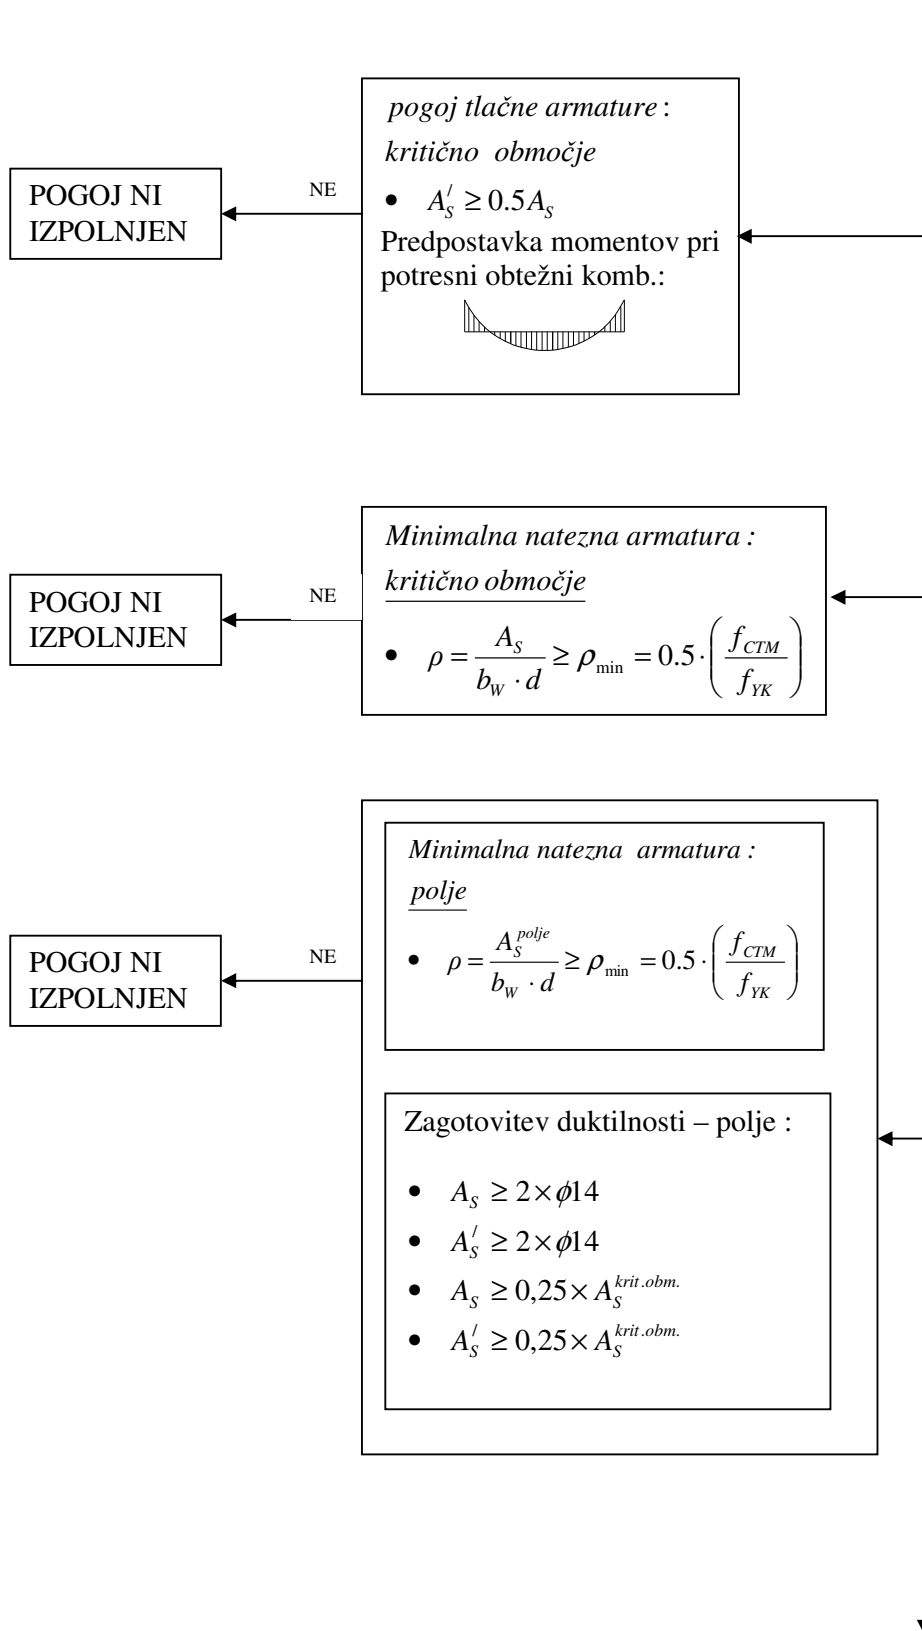 pogoj tlačne armature :
kritično območje
• A_S^/ ≥ 0.5A_S
Predpostavka momentov pri
potresni obtežni komb.:
NE
POGOJ NI
IZPOLNJEN
Minimalna natezna armatura :
kritično območje
• ρ = A_S / (b_W · d) ≥ ρ_min = 0.5 · (f_CTM / f_YK)
NE
POGOJ NI
IZPOLNJEN
Minimalna natezna armatura :
polje
• ρ = A_S^polje / (b_W · d) ≥ ρ_min = 0.5 · (f_CTM / f_YK)
NE
POGOJ NI
IZPOLNJEN
Zagotovitev duktilnosti – polje :
• A_S ≥ 2 × ϕ14
• A_S^/ ≥ 2 × ϕ14
• A_S ≥ 0,25 × A_S^krit.obm.
• A_S^/ ≥ 0,25 × A_S^krit.obm.